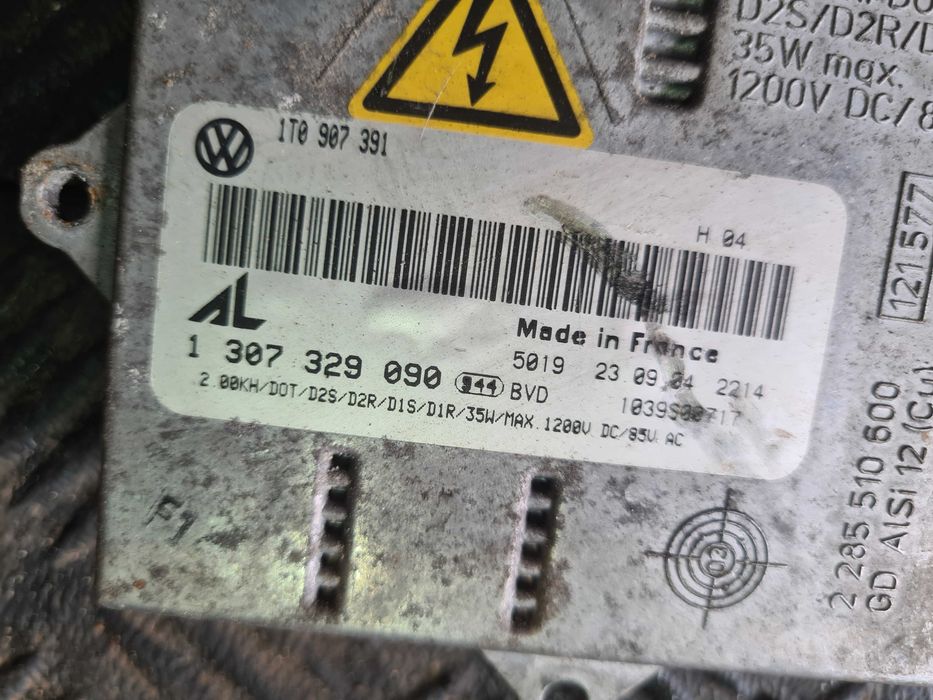 D2S/D2R/D
35W max.
1200V DC/8
1T0 907 391
H 04
AL
Made in France
1 307 329 090 944 BVD
5019 23 09 04 2214
2.00KH/DOT/D2S/D2R/D1S/D1R/35W/MAX.1200V DC/85V AC
121 577
2 285 510 600
GD AlSi 12 (Cu)
F1